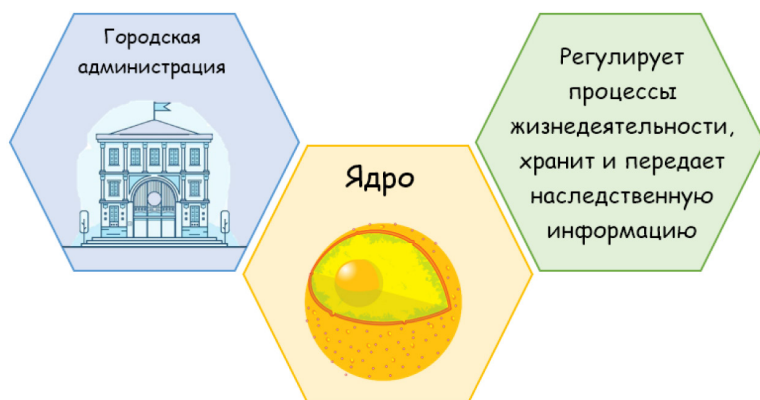 Городская
администрация
Ядро
Регулирует
процессы
жизнедеятельности,
хранит и передает
наследственную
информацию